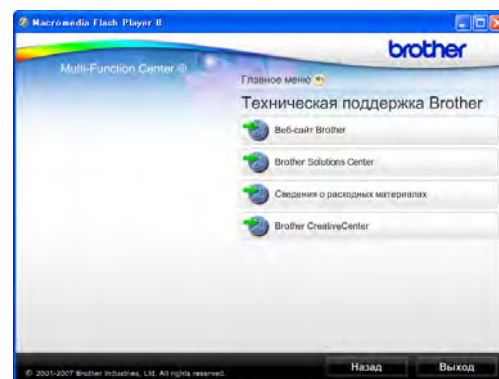 Macromedia Flash Player 8
brother
Multi-Function Center ®
Главное меню
Техническая поддержка Brother
Веб-сайт Brother
Brother Solutions Center
Сведения о расходных материалах
Brother CreativeCenter
© 2001-2007 Brother Industries, Ltd. All rights reserved.
Назад
Выход